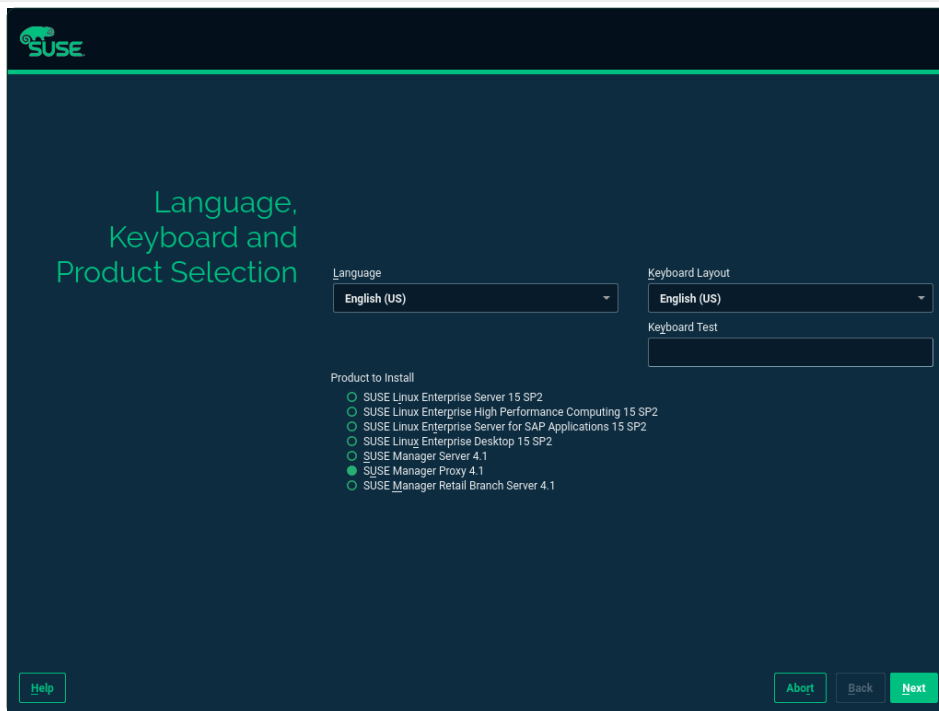 SUSE
Language,
Keyboard and
Product Selection
Language
Keyboard Layout
English (US)
English (US)
Keyboard Test
Product to Install
SUSE Linux Enterprise Server 15 SP2
SUSE Linux Enterprise High Performance Computing 15 SP2
SUSE Linux Enterprise Server for SAP Applications 15 SP2
SUSE Linux Enterprise Desktop 15 SP2
SUSE Manager Server 4.1
SUSE Manager Proxy 4.1
SUSE Manager Retail Branch Server 4.1
Help
Abort
Back
Next